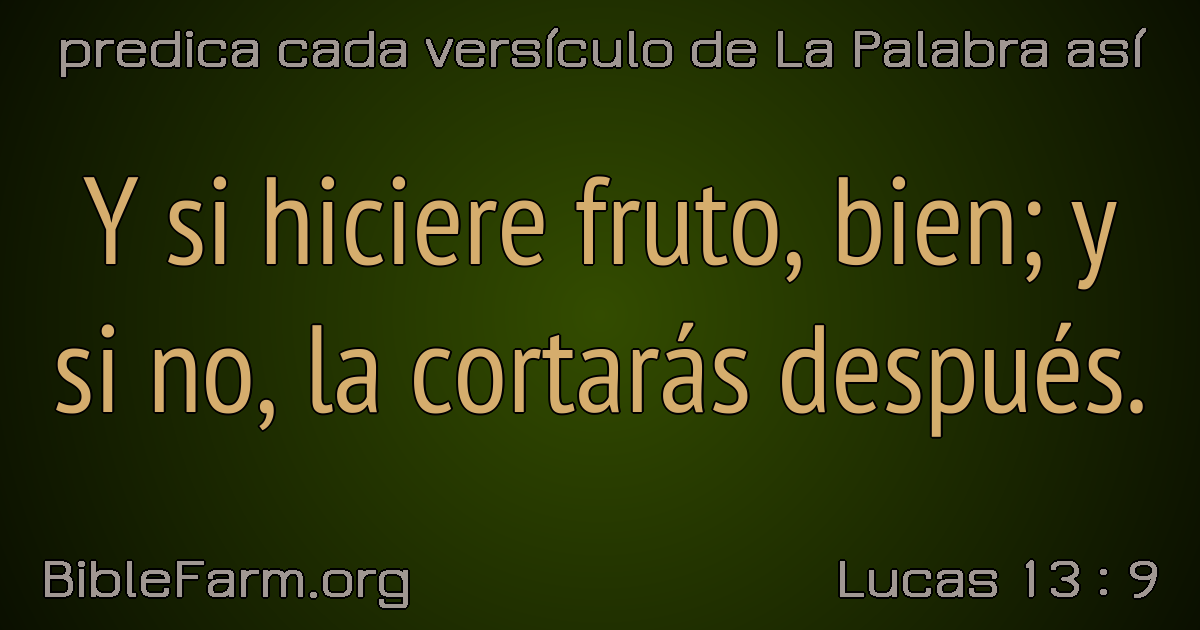 predica cada versículo de La Palabra así
Y si hiciere fruto, bien; y
si no, la cortarás después.
BibleFarm.org
Lucas 13 : 9